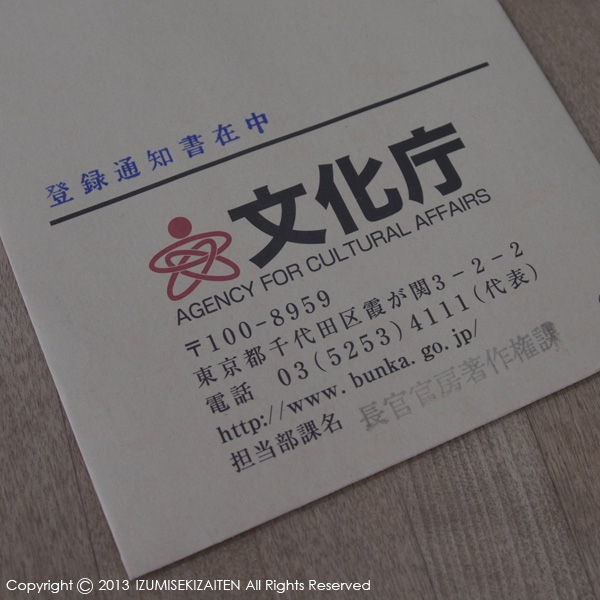 登録通知書在中
文化庁
AGENCY FOR CULTURAL AFFAIRS
〒100-8959
東京都千代田区霞が関3-2-2
電話 03(5253)4111(代表)
http://www.bunka.go.jp/
担当部課名 長官官房著作権課
Copyright © 2013 IZUMISEKIZAITEN All Rights Reserved